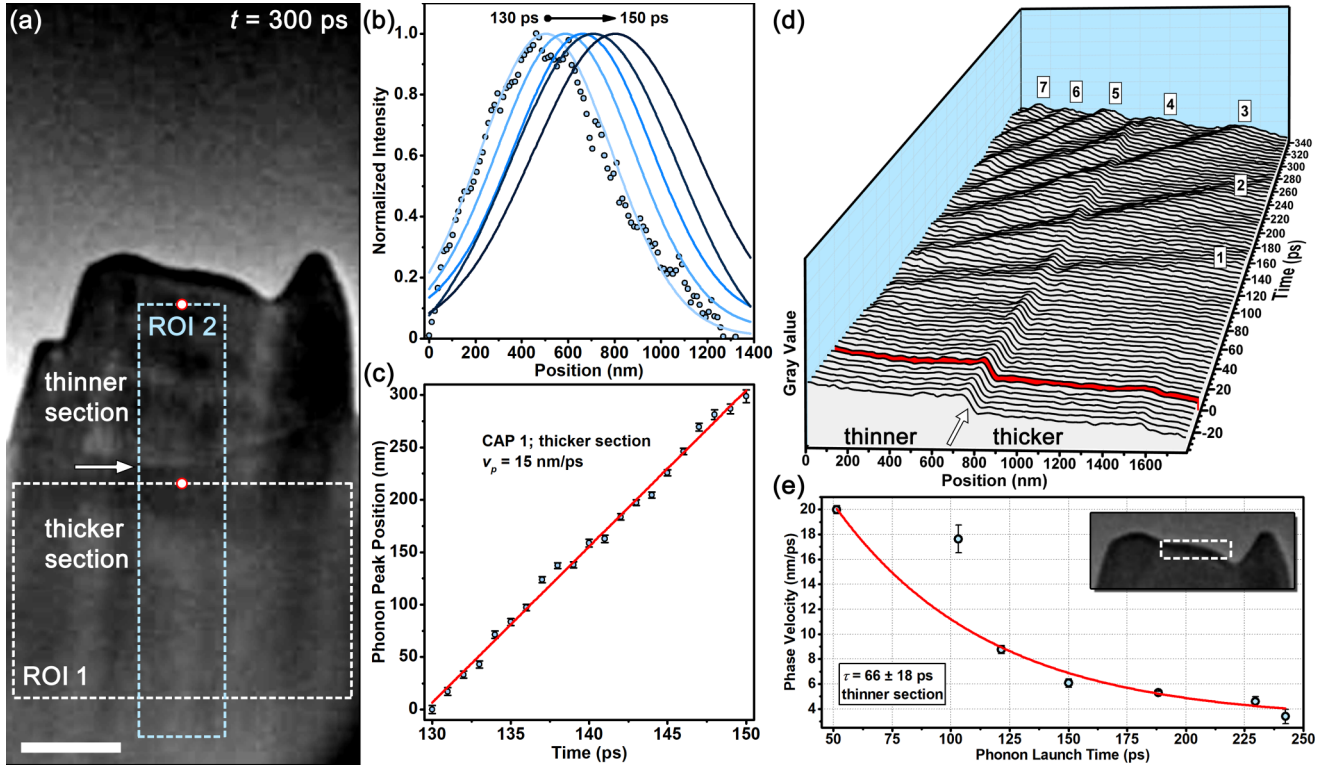 (a)
t = 300 ps
ROI 2
thinner
section
thicker
section
ROI 1
(b)
130 ps
150 ps
1.0
0.8
0.6
0.4
0.2
0
Normalized Intensity
0 200 400 600 800 1000 1200 1400
Position (nm)
(c)
300
250
200
150
100
50
0
Phonon Peak Position (nm)
CAP 1; thicker section
vp = 15 nm/ps
130 135 140 145 150
Time (ps)
(d)
7 6 5 4 3
2
1
340
320
300
280
260
240
220
200
180
160
140
120
100
80
60
40
20
0
-20
Time (ps)
Gray Value
thinner
thicker
0 200 400 600 800 1000 1200 1400 1600
Position (nm)
(e)
20
18
16
14
12
10
8
6
4
Phase Velocity (nm/ps)
τ = 66 ± 18 ps
thinner section
50 75 100 125 150 175 200 225 250
Phonon Launch Time (ps)